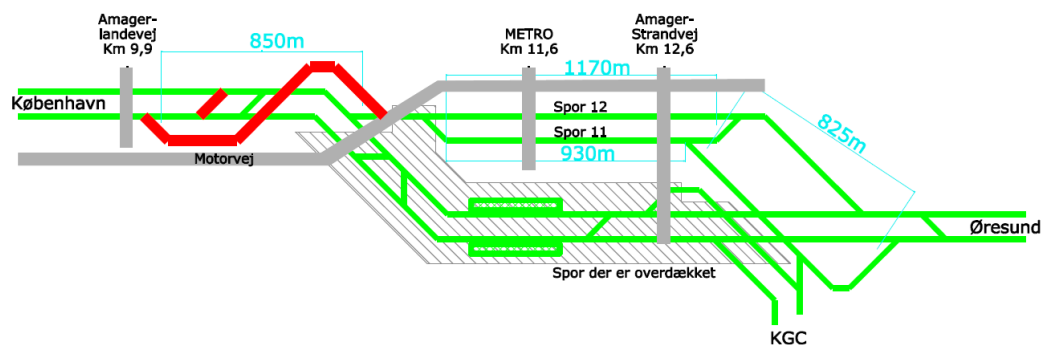 Amager-
landevej
Km 9,9
850m
METRO
Km 11,6
Amager-
Strandvej
Km 12,6
1170m
København
Spor 12
Spor 11
825m
Motorvej
930m
Øresund
Spor der er overdækket
KGC